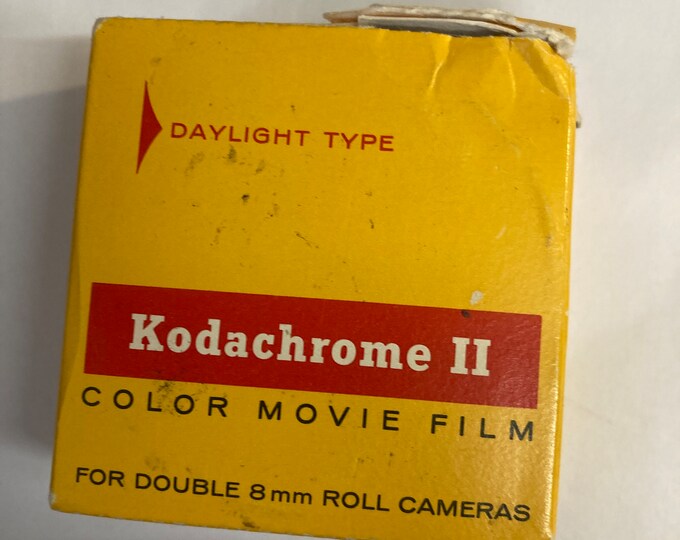 DAYLIGHT TYPE
Kodachrome II
COLOR MOVIE FILM
FOR DOUBLE 8mm ROLL CAMERAS